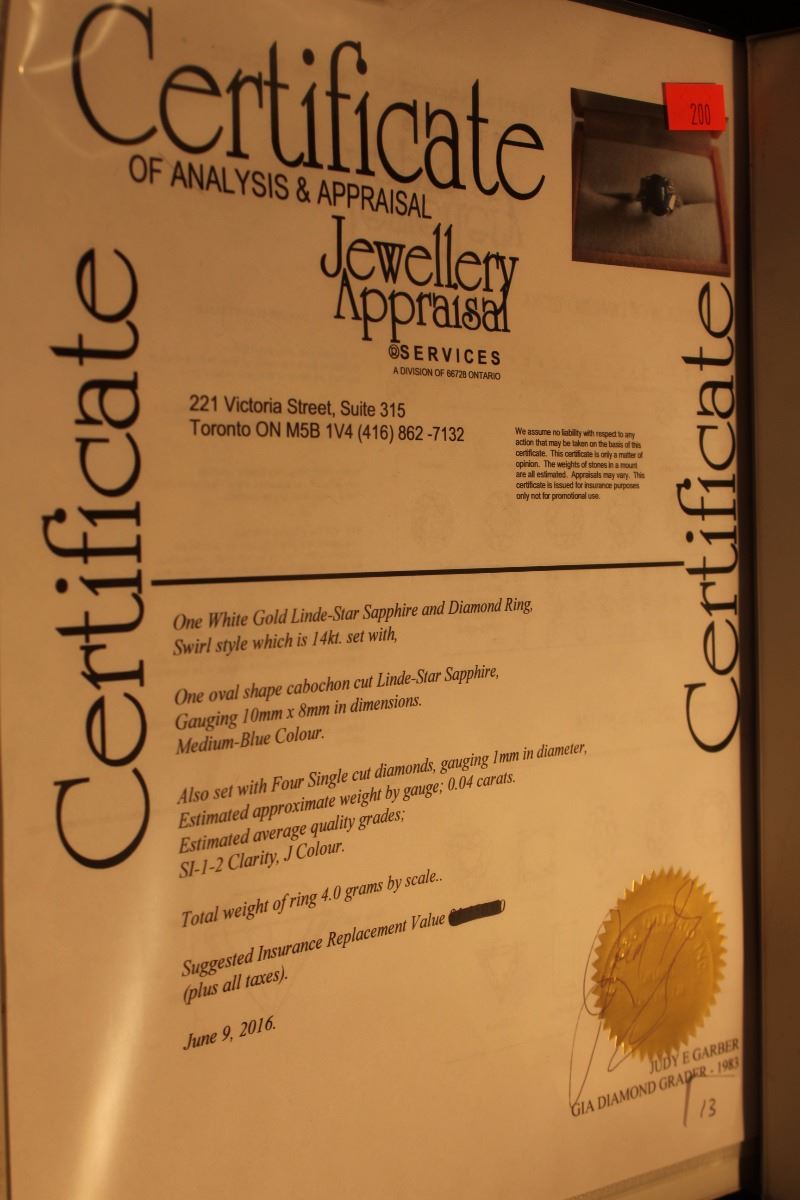 Certificate
OF ANALYSIS & APPRAISAL
200
Jewellery
Appraisal
®SERVICES
A DIVISION OF 66728 ONTARIO
Certificate
Certificate
221 Victoria Street, Suite 315
Toronto ON M5B 1V4 (416) 862 -7132
We assume no liability with respect to any
action that may be taken on the basis of this
certificate. This certificate is only a matter of
opinion. The weights of stones in a mount
are all estimated. Appraisals may vary. This
certificate is issued for insurance purposes
only not for promotional use.
One White Gold Linde-Star Sapphire and Diamond Ring,
Swirl style which is 14kt. set with,
One oval shape cabochon cut Linde-Star Sapphire,
Gauging 10mm x 8mm in dimensions.
Medium-Blue Colour.
Also set with Four Single cut diamonds, gauging 1mm in diameter,
Estimated approximate weight by gauge; 0.04 carats.
Estimated average quality grades;
SI-1-2 Clarity, J Colour.
Total weight of ring 4.0 grams by scale..
Suggested Insurance Replacement Value
(plus all taxes).
June 9, 2016.
JUDY E GARBER
GIA DIAMOND GRADER - 1983
13